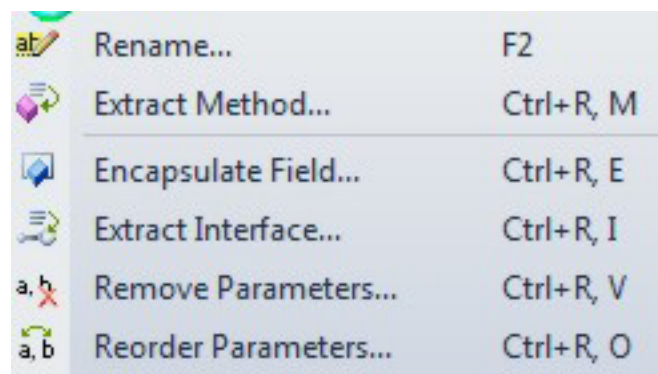 Rename... F2
Extract Method... Ctrl+R, M
Encapsulate Field... Ctrl+R, E
Extract Interface... Ctrl+R, I
Remove Parameters... Ctrl+R, V
Reorder Parameters... Ctrl+R, O